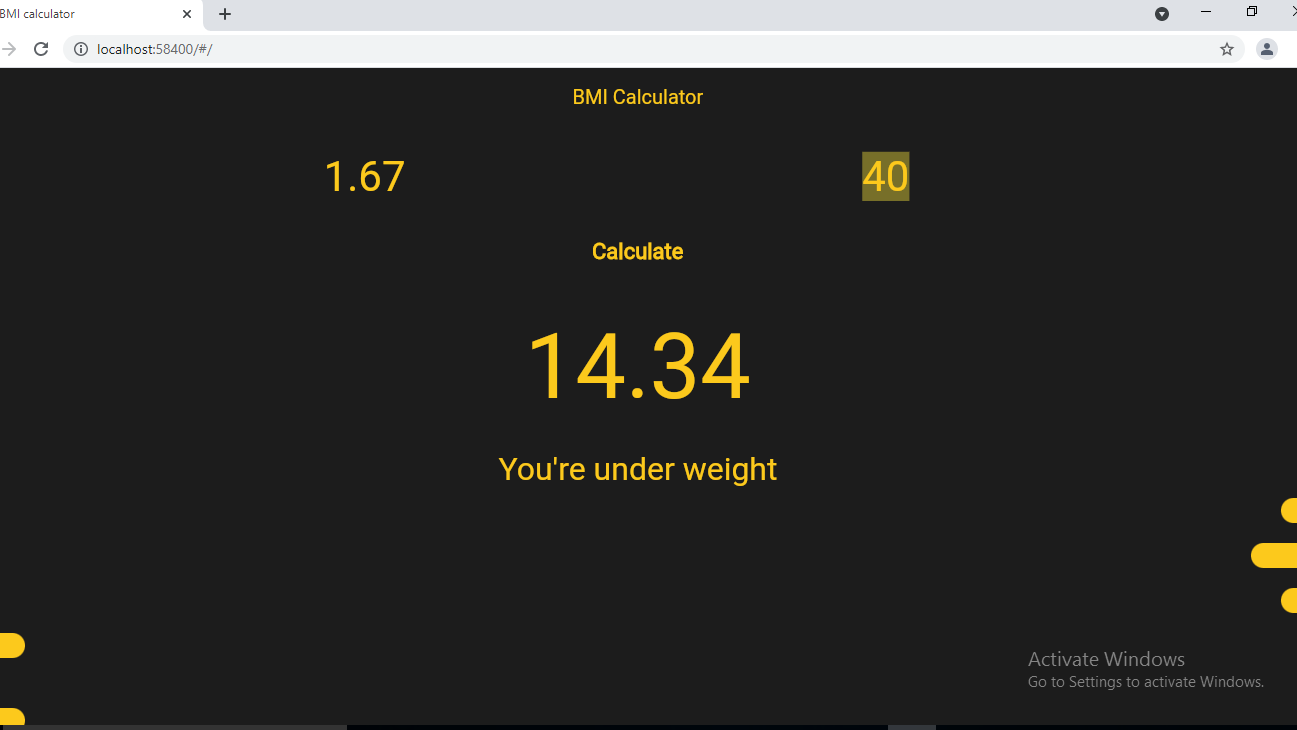 BMI calculator
localhost:58400/#/
BMI Calculator
1.67
40
Calculate
14.34
You're under weight
Activate Windows
Go to Settings to activate Windows.